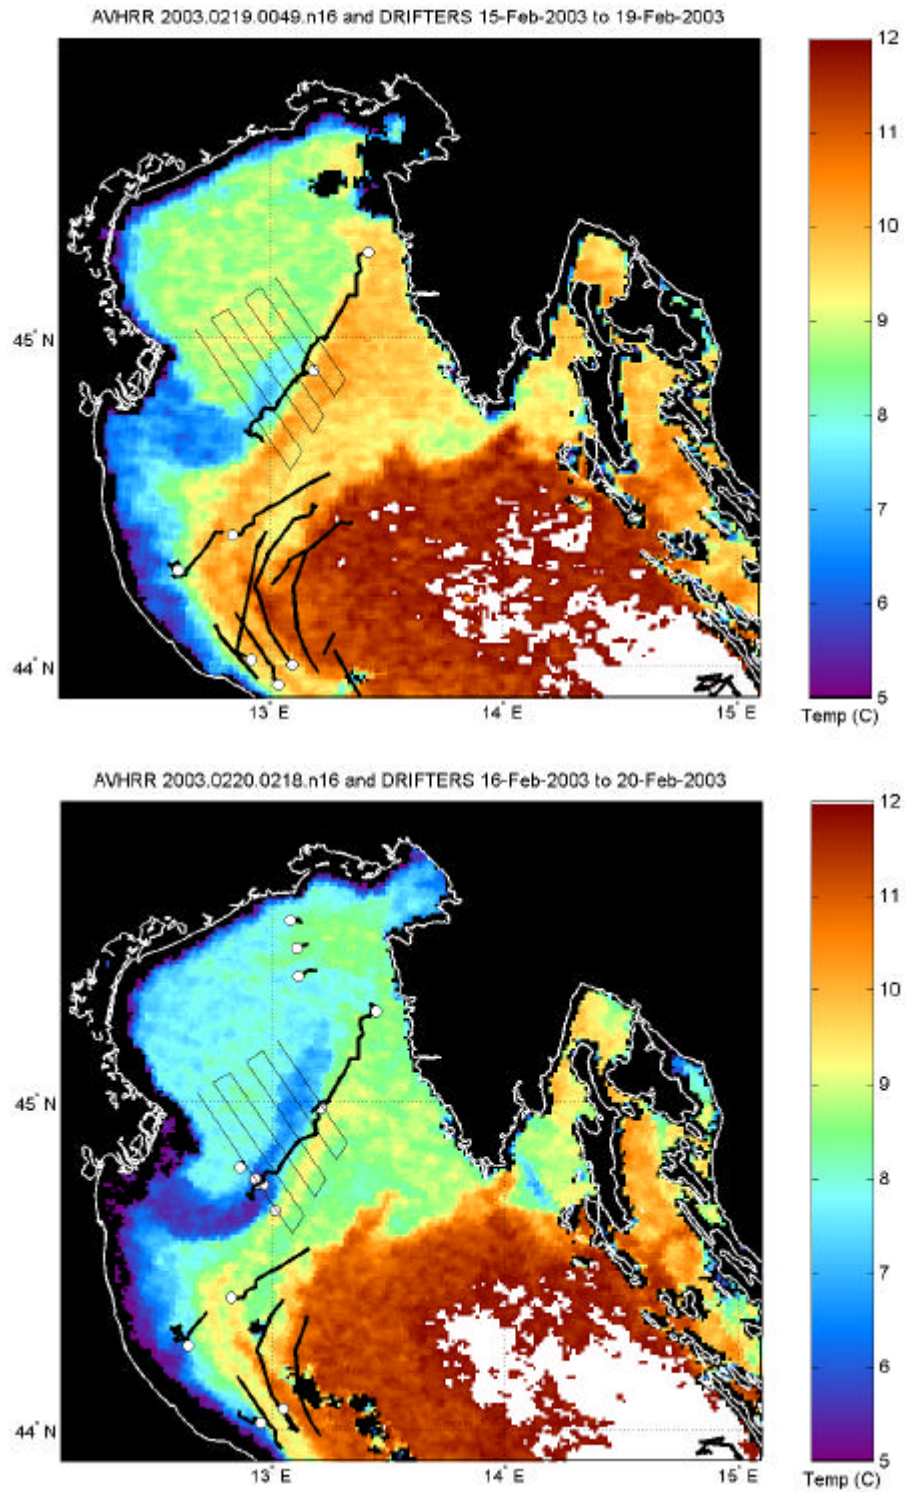 AVHRR 2003.0219.0049.n16 and DRIFTERS 15-Feb-2003 to 19-Feb-2003
12
11
10
9
8
7
6
5
45° N
44° N
13° E
14° E
15° E
Temp (C)
AVHRR 2003.0220.0218.n16 and DRIFTERS 16-Feb-2003 to 20-Feb-2003
12
11
10
9
8
7
6
5
45° N
44° N
13° E
14° E
15° E
Temp (C)